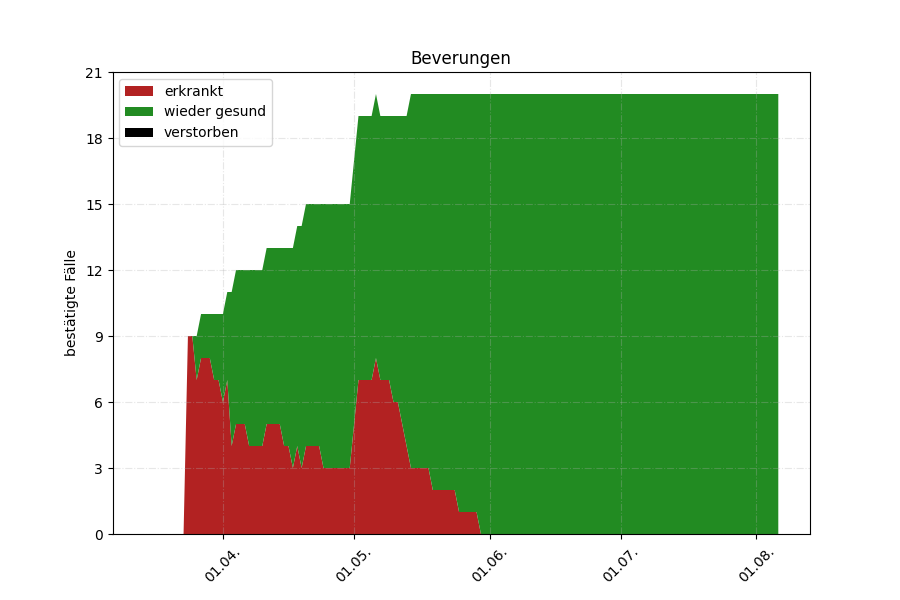 Beverungen
erkrankt
wieder gesund
verstorben
bestätigte Fälle
21
18
15
12
9
6
3
0
01.04.
01.05.
01.06.
01.07.
01.08.